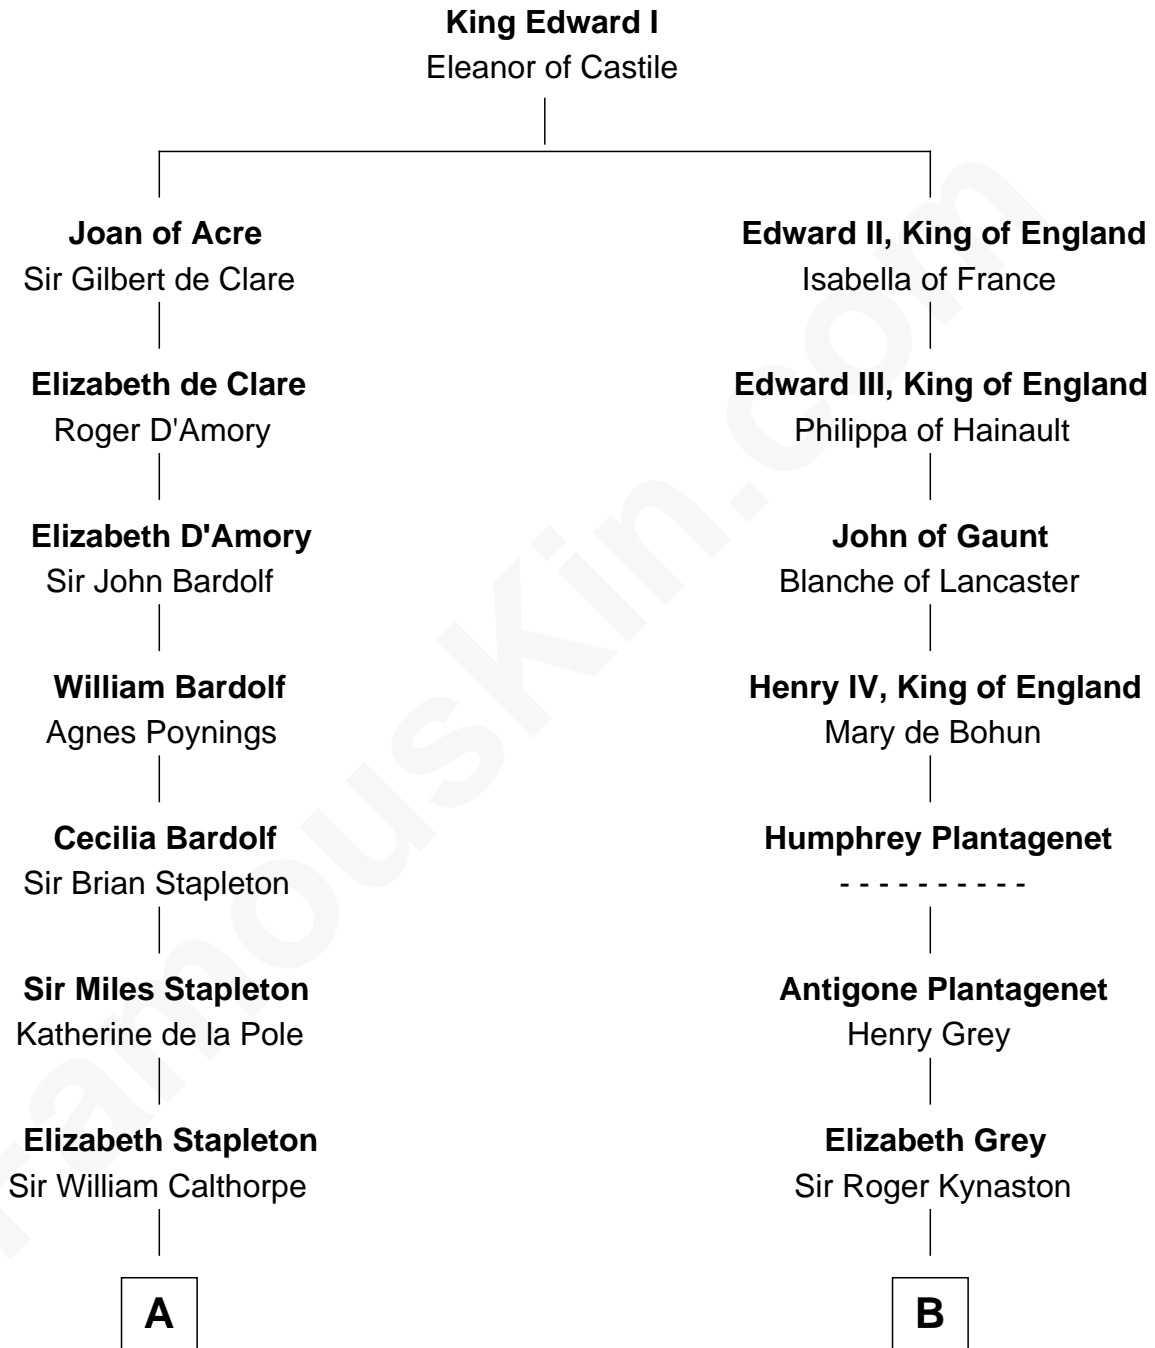 King Edward I
Eleanor of Castile
Joan of Acre
Sir Gilbert de Clare
Edward II, King of England
Isabella of France
Elizabeth de Clare
Roger D'Amory
Edward III, King of England
Philippa of Hainault
Elizabeth D'Amory
Sir John Bardolf
John of Gaunt
Blanche of Lancaster
William Bardolf
Agnes Poynings
Henry IV, King of England
Mary de Bohun
Cecilia Bardolf
Sir Brian Stapleton
Humphrey Plantagenet
- - - - - - - - - -
Sir Miles Stapleton
Katherine de la Pole
Antigone Plantagenet
Henry Grey
Elizabeth Stapleton
Sir William Calthorpe
Elizabeth Grey
Sir Roger Kynaston
A
B
FamousKin.com